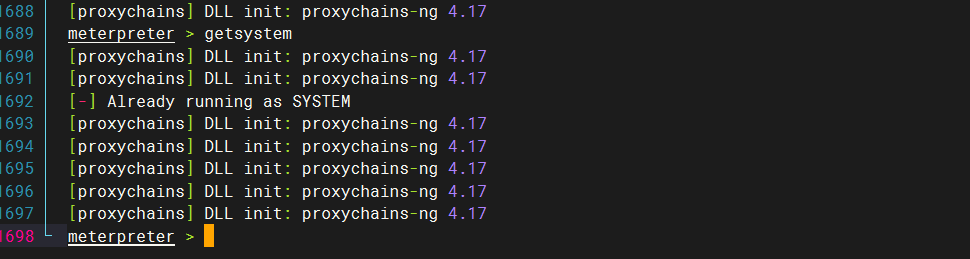 1688 [proxychains] DLL init: proxychains-ng 4.17
1689 meterpreter > getsystem
1690 [proxychains] DLL init: proxychains-ng 4.17
1691 [proxychains] DLL init: proxychains-ng 4.17
1692 [-] Already running as SYSTEM
1693 [proxychains] DLL init: proxychains-ng 4.17
1694 [proxychains] DLL init: proxychains-ng 4.17
1695 [proxychains] DLL init: proxychains-ng 4.17
1696 [proxychains] DLL init: proxychains-ng 4.17
1697 [proxychains] DLL init: proxychains-ng 4.17
1698 meterpreter >